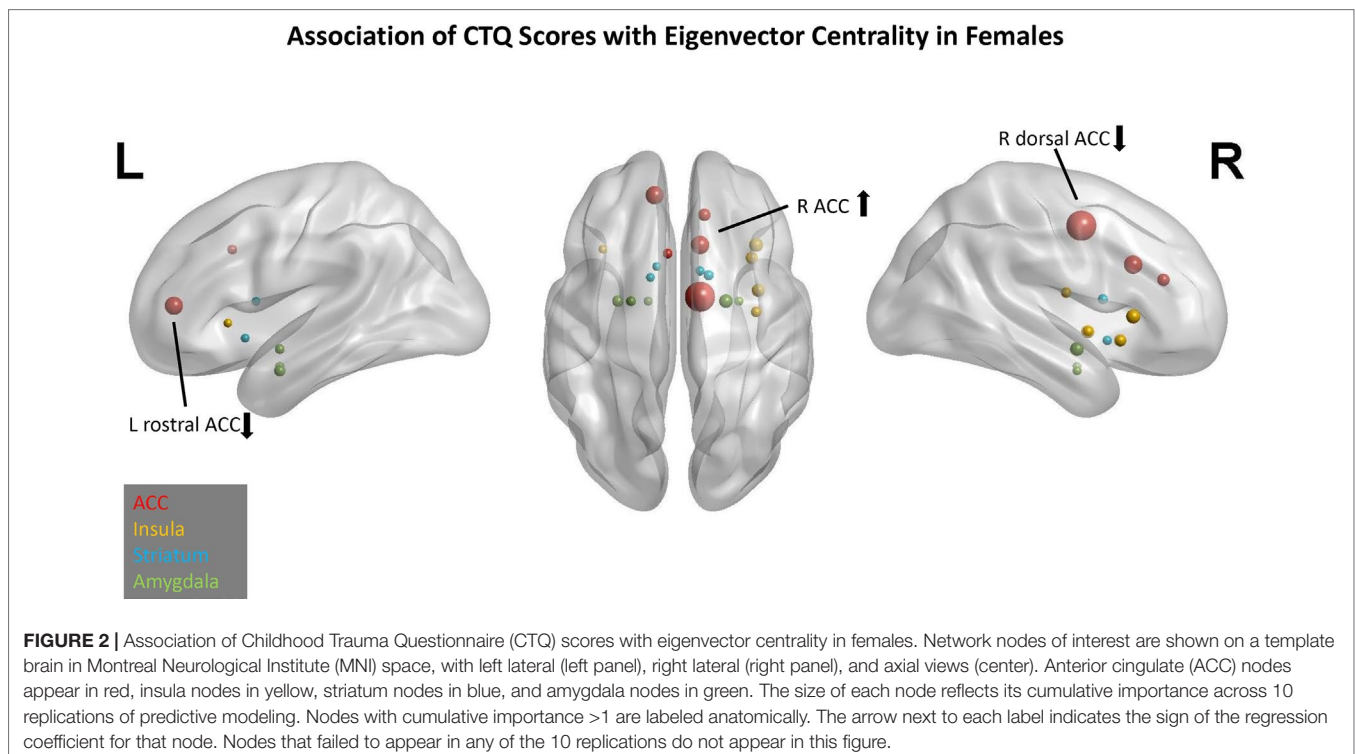 Association of CTQ Scores with Eigenvector Centrality in Females
L
R dorsal ACC ⬇
R
R ACC ⬆
L rostral ACC ⬇
ACC
Insula
Striatum
Amygdala
FIGURE 2 | Association of Childhood Trauma Questionnaire (CTQ) scores with eigenvector centrality in females. Network nodes of interest are shown on a template
brain in Montreal Neurological Institute (MNI) space, with left lateral (left panel), right lateral (right panel), and axial views (center). Anterior cingulate (ACC) nodes
appear in red, insula nodes in yellow, striatum nodes in blue, and amygdala nodes in green. The size of each node reflects its cumulative importance across 10
replications of predictive modeling. Nodes with cumulative importance >1 are labeled anatomically. The arrow next to each label indicates the sign of the regression
coefficient for that node. Nodes that failed to appear in any of the 10 replications do not appear in this figure.